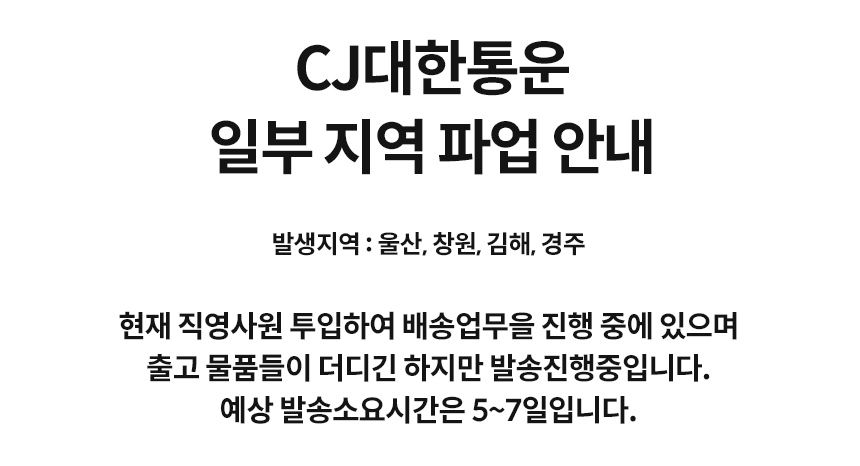 CJ대한통운
일부 지역 파업 안내
발생지역 : 울산, 창원, 김해, 경주
현재 직영사원 투입하여 배송업무을 진행 중에 있으며
출고 물품들이 더디긴 하지만 발송진행중입니다.
예상 발송소요시간은 5~7일입니다.